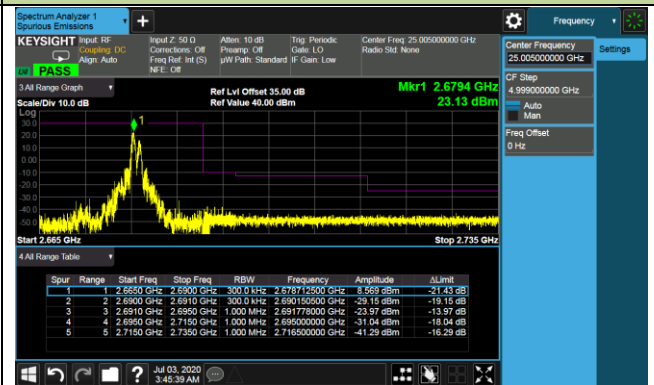 Spectrum Analyzer 1
Spurious Emissions
Frequency
KEYSIGHT
Input: RF
Coupling: DC
Align: Auto
Input Z: 50 Ω
Corrections: Off
Freq Ref: Int (S)
NFE: Off
Atten: 10 dB
Preamp: Off
µW Path: Standard
Trig: Periodic
Gate: LO
IF Gain: Low
Center Freq: 25.005000000 GHz
Radio Std: None
PASS
Center Frequency
25.005000000 GHz
Settings
CF Step
4.999000000 GHz
Auto
Man
Freq Offset
0 Hz
3 All Range Graph
Scale/Div 10.0 dB
Ref Lvl Offset 35.00 dB
Ref Value 40.00 dBm
Mkr1 2.6794 GHz
23.13 dBm
Log
30.0
20.0
10.0
0.00
-10.0
-20.0
-30.0
-40.0
-50.0
1
Start 2.665 GHz
Stop 2.735 GHz
4 All Range Table
Spur Range Start Freq Stop Freq RBW Frequency Amplitude ΔLimit
1 1 2.6650 GHz 2.6900 GHz 300.0 kHz 2.678712500 GHz 8.569 dBm -21.43 dB
2 2 2.6900 GHz 2.6910 GHz 300.0 kHz 2.690150500 GHz -29.15 dBm -19.15 dB
3 3 2.6910 GHz 2.6950 GHz 1.000 MHz 2.691778000 GHz -23.97 dBm -13.97 dB
4 4 2.6950 GHz 2.7150 GHz 1.000 MHz 2.695000000 GHz -31.04 dBm -18.04 dB
5 5 2.7150 GHz 2.7350 GHz 1.000 MHz 2.716500000 GHz -41.29 dBm -16.29 dB
?
Jul 03, 2020
3:45:39 AM